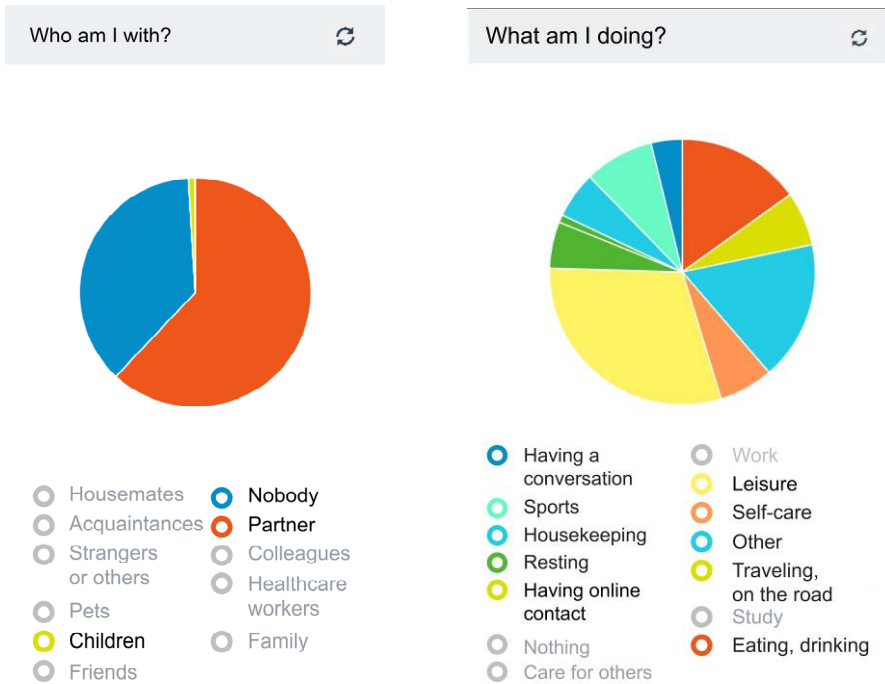 Who am I with?
What am I doing?
Housemates
Acquaintances
Strangers
or others
Pets
Children
Friends
Nobody
Partner
Colleagues
Healthcare
workers
Family
Having a
conversation
Sports
Housekeeping
Resting
Having online
contact
Nothing
Care for others
Work
Leisure
Self-care
Other
Traveling,
on the road
Study
Eating, drinking